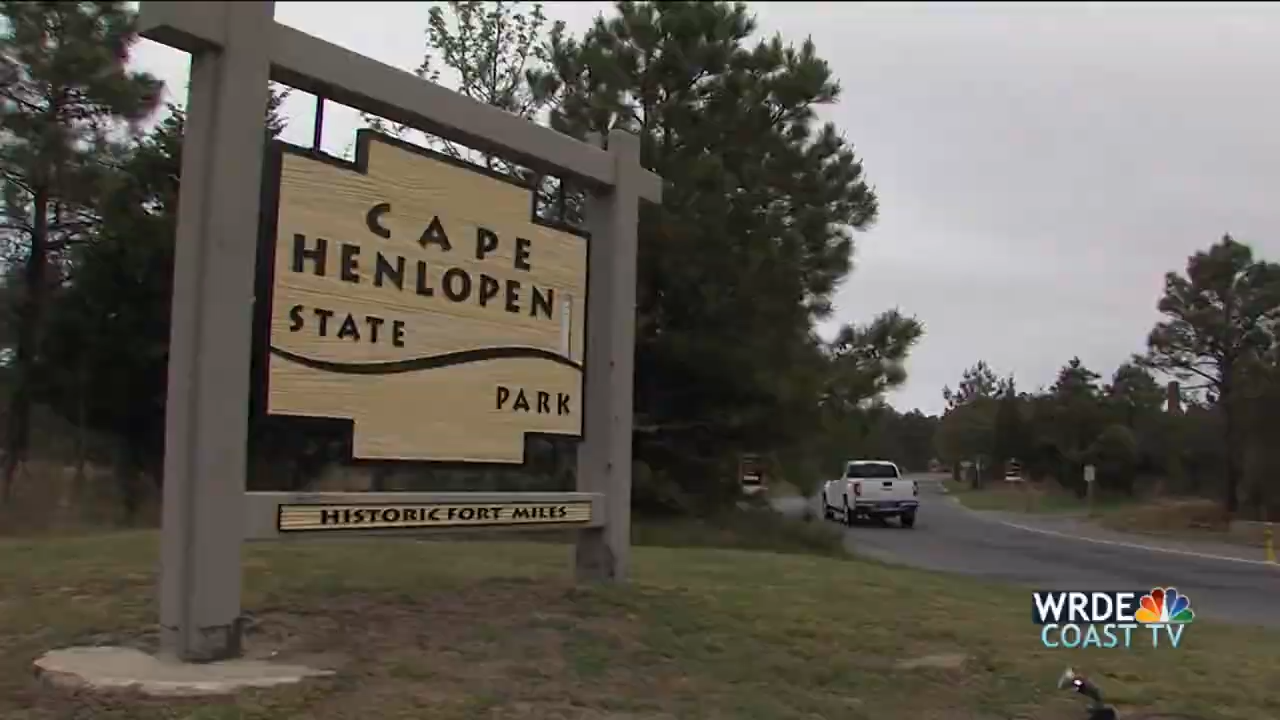 CAPE
HENLOPEN
STATE
PARK
HISTORIC FORT MILES
WRDE
COAST TV